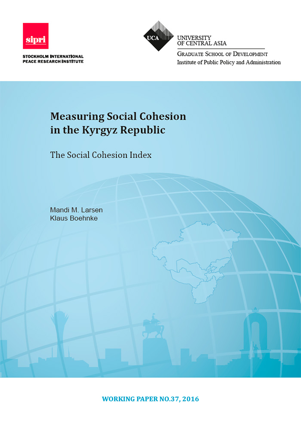 sipri
STOCKHOLM INTERNATIONAL
PEACE RESEARCH INSTITUTE
UCA
UNIVERSITY
OF CENTRAL ASIA
GRADUATE SCHOOL OF DEVELOPMENT
Institute of Public Policy and Administration
Measuring Social Cohesion
in the Kyrgyz Republic
The Social Cohesion Index
Mandi M. Larsen
Klaus Boehnke
WORKING PAPER NO.37, 2016